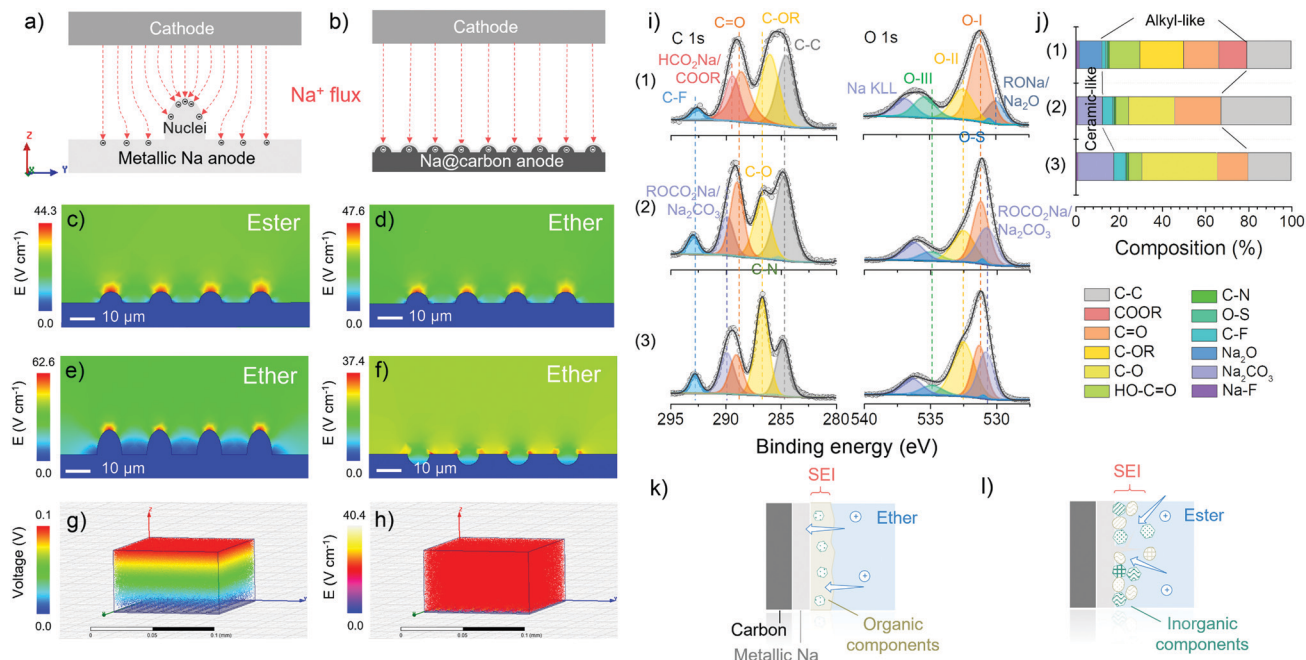 a)
Cathode
Nuclei
Metallic Na anode
Z
X
Y
Na⁺ flux
b)
Cathode
Na@carbon anode
c)
Ester
44.3
E (V cm⁻¹)
0.0
10 µm
d)
Ether
47.6
E (V cm⁻¹)
0.0
10 µm
e)
Ether
62.6
E (V cm⁻¹)
0.0
10 µm
f)
Ether
37.4
E (V cm⁻¹)
0.0
10 µm
g)
0.1
Voltage (V)
0.0
0
0.05
0.1 (mm)
h)
40.4
E (V cm⁻¹)
0.0
0
0.05
0.1 (mm)
i)
C 1s
C=O
C-OR
C-C
HCO₂Na/
COOR
C-F
(1)
O 1s
O-I
O-II
O-III
Na KLL
RONa/
Na₂O
O-S
C-O
ROCO₂Na/
Na₂CO₃
(2)
ROCO₂Na/
Na₂CO₃
C-N
(3)
295
290
285
280
540
535
530
Binding energy (eV)
j)
Alkyl-like
Ceramic-like
(1)
(2)
(3)
0
20
40
60
80
100
Composition (%)
C-C
COOR
C=O
C-OR
C-O
HO-C=O
C-N
O-S
C-F
Na₂O
Na₂CO₃
Na-F
k)
SEI
Ether
Carbon
Metallic Na
Organic
components
l)
SEI
Ester
Inorganic
components